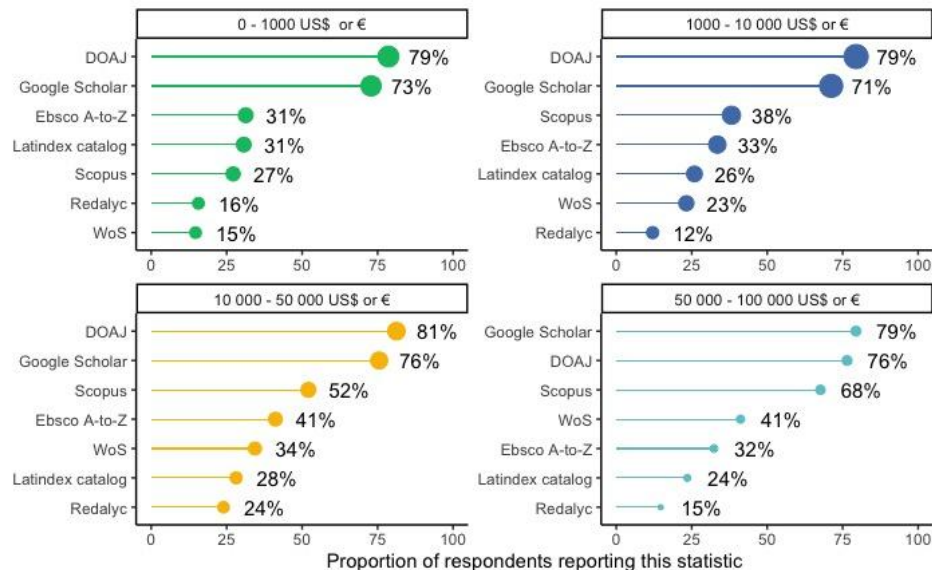 0 - 1000 US$ or €
DOAJ 79%
Google Scholar 73%
Ebsco A-to-Z 31%
Latindex catalog 31%
Scopus 27%
Redalyc 16%
WoS 15%
0 25 50 75 100
1000 - 10 000 US$ or €
DOAJ 79%
Google Scholar 71%
Scopus 38%
Ebsco A-to-Z 33%
Latindex catalog 26%
WoS 23%
Redalyc 12%
0 25 50 75 100
10 000 - 50 000 US$ or €
DOAJ 81%
Google Scholar 76%
Scopus 52%
Ebsco A-to-Z 41%
WoS 34%
Latindex catalog 28%
Redalyc 24%
0 25 50 75 100
50 000 - 100 000 US$ or €
Google Scholar 79%
DOAJ 76%
Scopus 68%
WoS 41%
Ebsco A-to-Z 32%
Latindex catalog 24%
Redalyc 15%
0 25 50 75 100
Proportion of respondents reporting this statistic